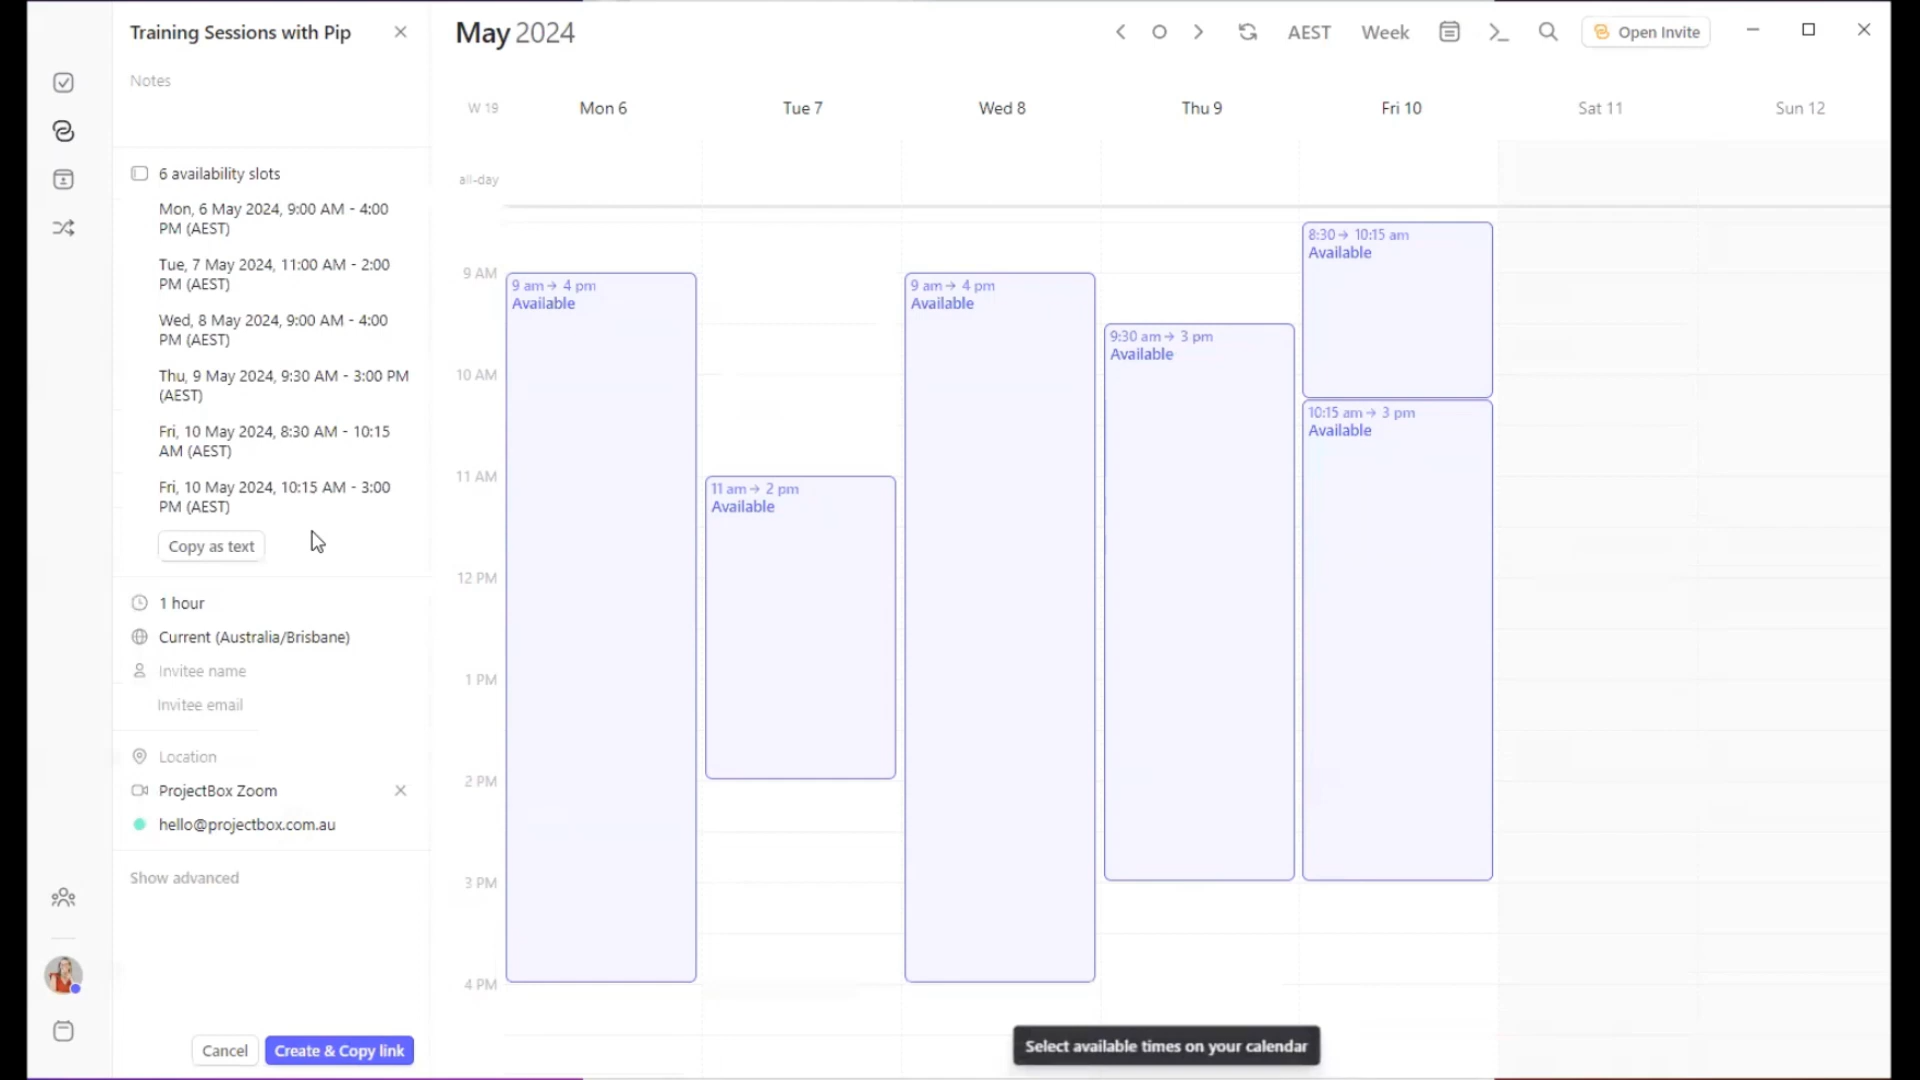 Training Sessions with Pip
Notes
6 availability slots
Mon, 6 May 2024, 9:00 AM - 4:00
PM (AEST)
Tue, 7 May 2024, 11:00 AM - 2:00
PM (AEST)
Wed, 8 May 2024, 9:00 AM - 4:00
PM (AEST)
Thu, 9 May 2024, 9:30 AM - 3:00 PM
(AEST)
Fri, 10 May 2024, 8:30 AM - 10:15
AM (AEST)
Fri, 10 May 2024, 10:15 AM - 3:00
PM (AEST)
Copy as text
1 hour
Current (Australia/Brisbane)
Invitee name
Invitee email
Location
ProjectBox Zoom
hello@projectbox.com.au
Show advanced
Cancel
Create & Copy link
May 2024
AEST
Week
Open Invite
W 19
Mon 6
Tue 7
Wed 8
Thu 9
Fri 10
Sat 11
Sun 12
all-day
9 AM
10 AM
11 AM
12 PM
1 PM
2 PM
3 PM
4 PM
9 am → 4 pm
Available
11 am → 2 pm
Available
9 am → 4 pm
Available
9:30 am → 3 pm
Available
8:30 → 10:15 am
Available
10:15 am → 3 pm
Available
Select available times on your calendar